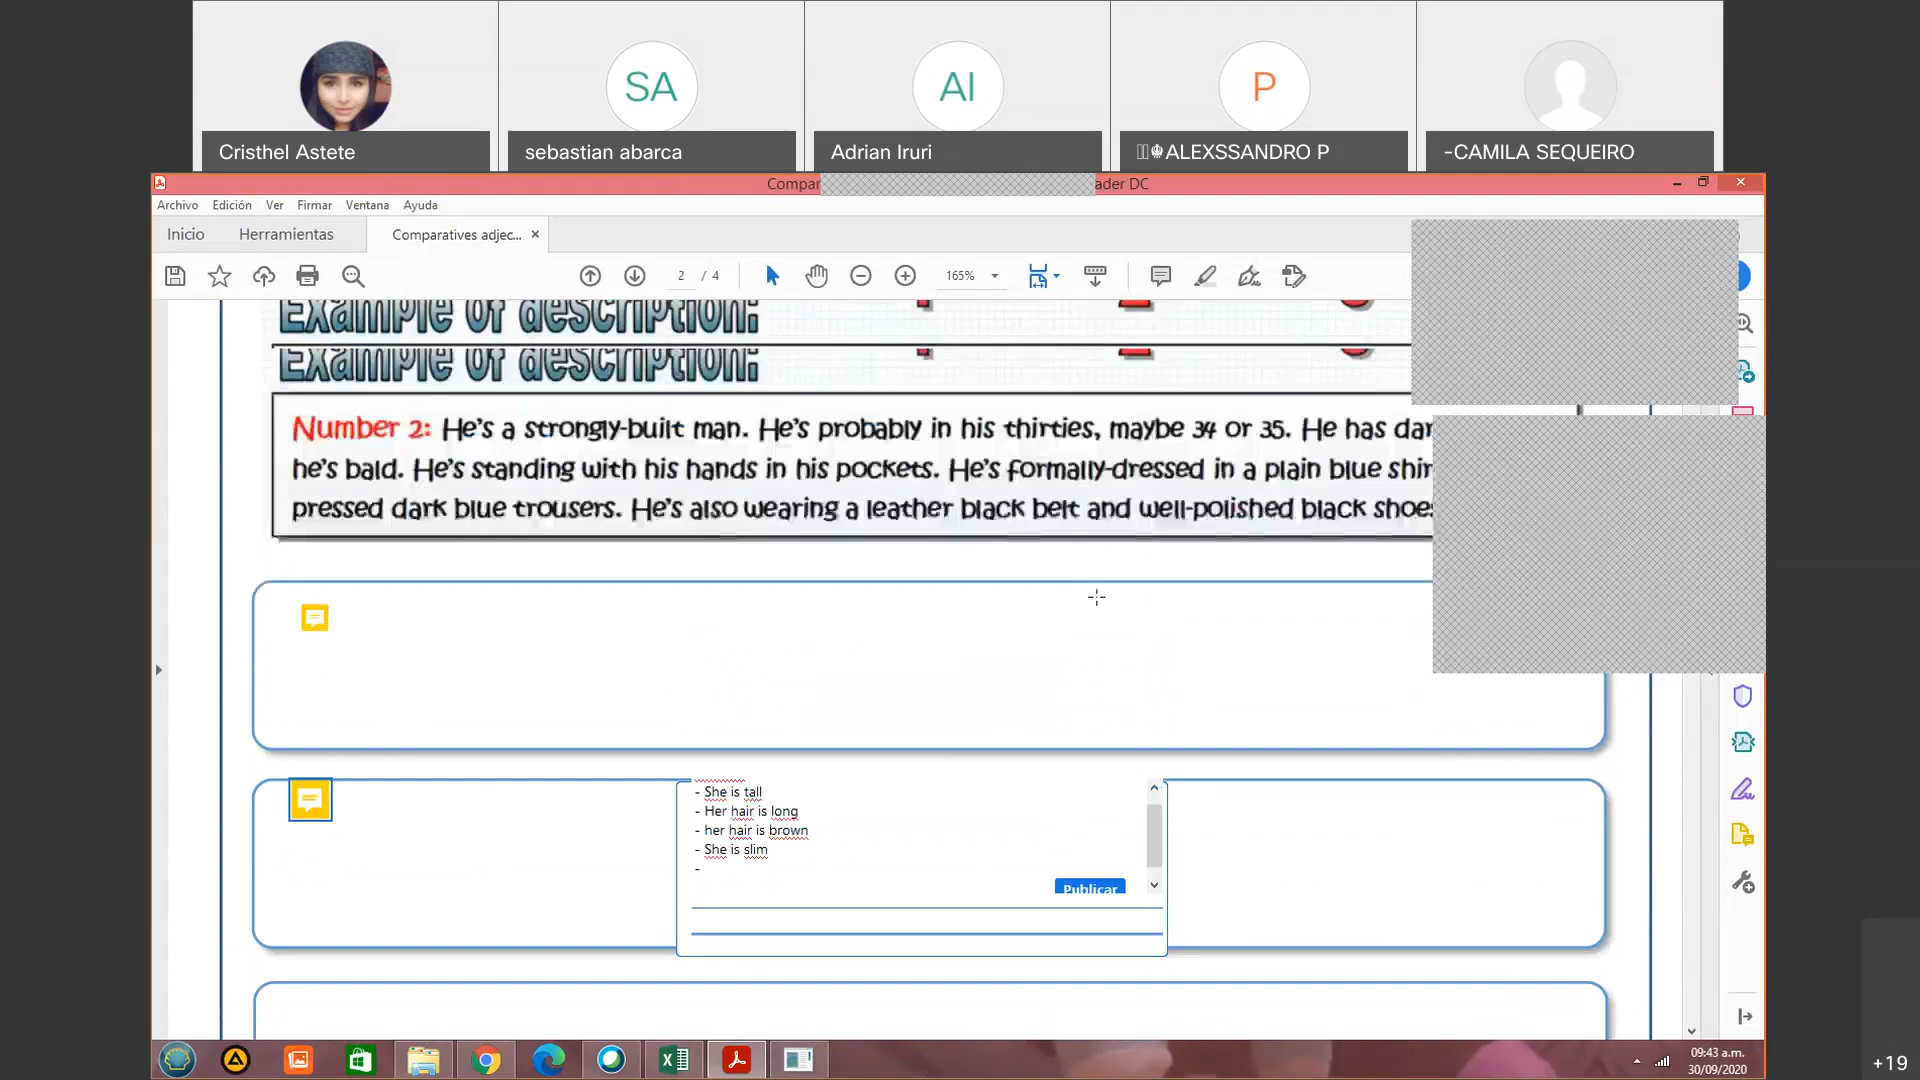 SA
AI
P
Cristhel Astete
sebastian abarca
Adrian Iruri
ALEXSSANDRO P
-CAMILA SEQUEIRO
Compar
ader DC
Archivo Edición Ver Firmar Ventana Ayuda
Inicio Herramientas Comparatives adjec... ×
2 / 4 165%
Example of description:
Example of description:
Number 2: He's a strongly-built man. He's probably in his thirties, maybe 34 or 35. He has dar
he's bald. He's standing with his hands in his pockets. He's formally-dressed in a plain blue shir
pressed dark blue trousers. He's also wearing a leather black belt and well-polished black shoe
- She is tall
- Her hair is long
- her hair is brown
- She is slim
-
Publicar
09:43 a.m.
30/09/2020
+19